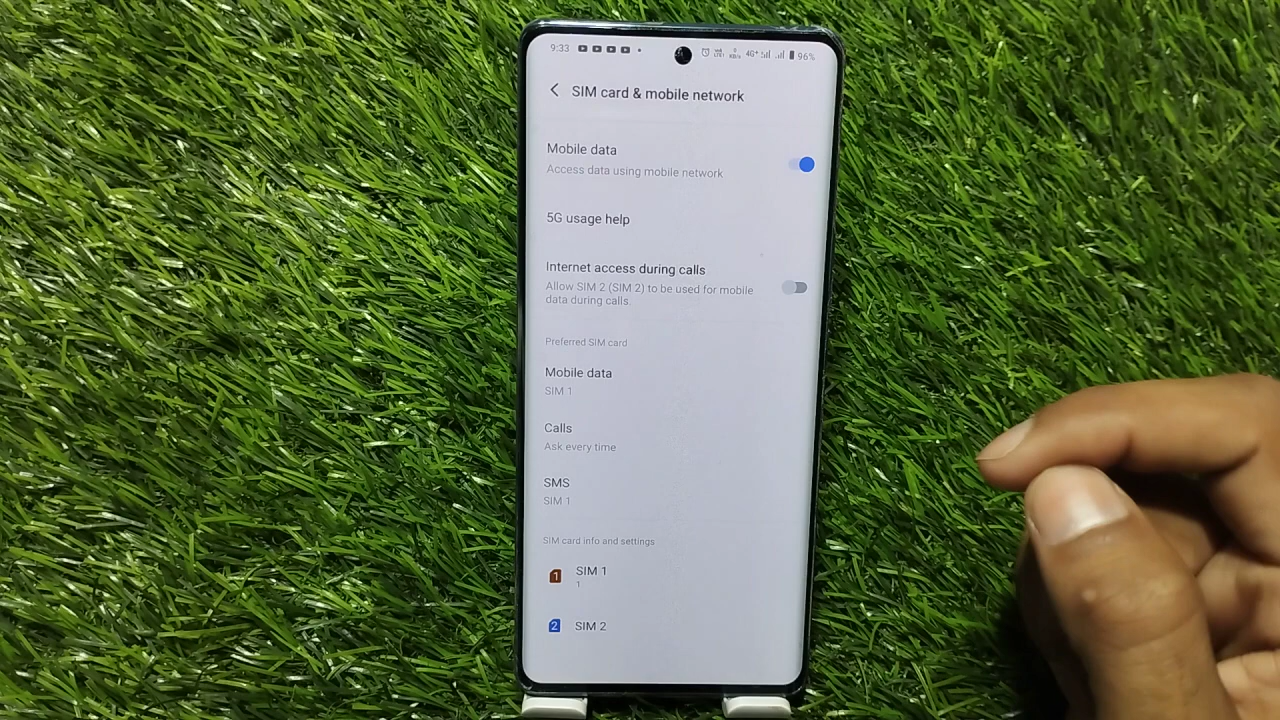 9:33
4G+ 96%
SIM card & mobile network
Mobile data
Access data using mobile network
5G usage help
Internet access during calls
Allow SIM 2 (SIM 2) to be used for mobile
data during calls.
Preferred SIM card
Mobile data
SIM 1
Calls
Ask every time
SMS
SIM 1
SIM card info and settings
1 SIM 1
1
2 SIM 2